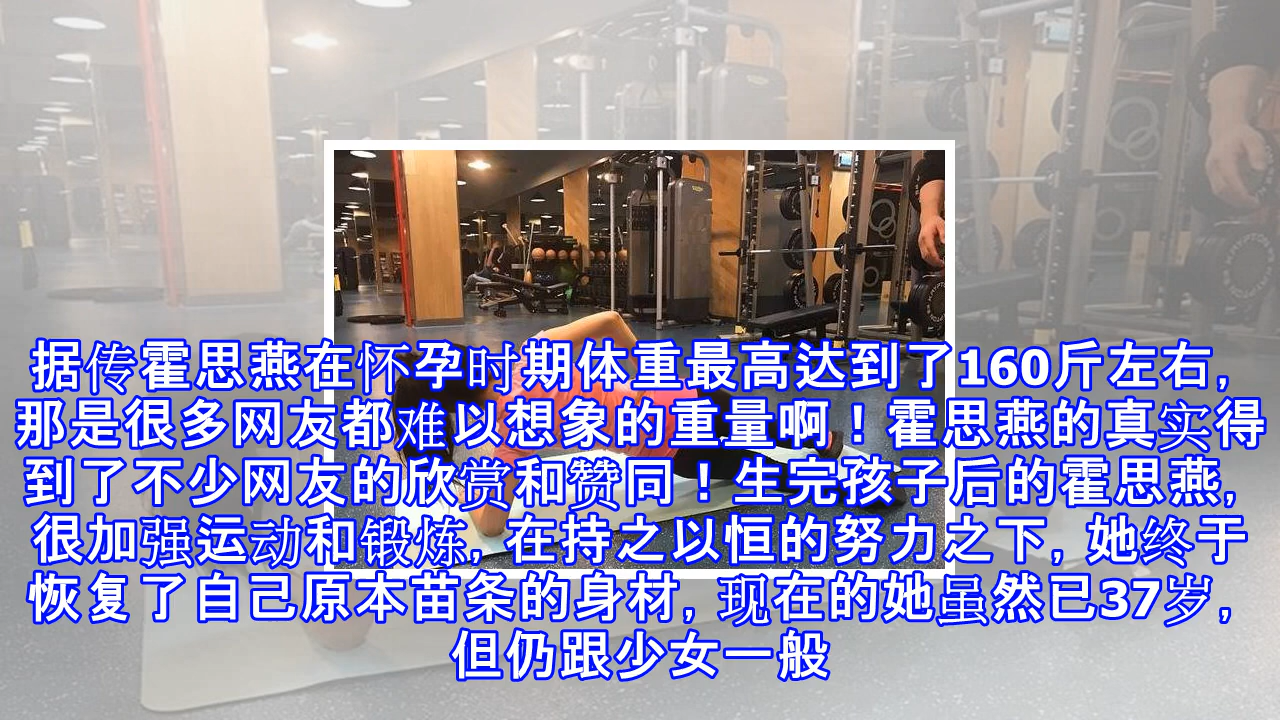 据传霍思燕在怀孕时期体重最高达到了160斤左右，
那是很多网友都难以想象的重量啊！霍思燕的真实得
到了不少网友的欣赏和赞同！生完孩子后的霍思燕，
很加强运动和锻炼，在持之以恒的努力之下，她终于
恢复了自己原本苗条的身材，现在的她虽然已37岁，
但仍跟少女一般